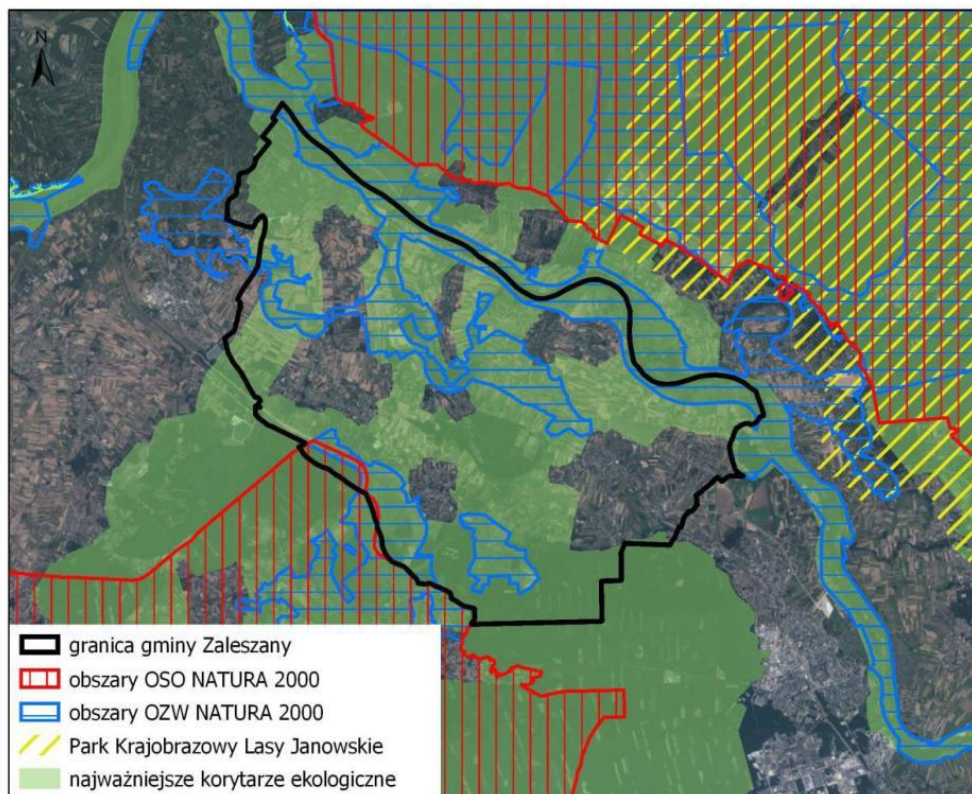 N
granica gminy Zaleszany
obszary OSO NATURA 2000
obszary OZW NATURA 2000
Park Krajobrazowy Lasy Janowskie
najważniejsze korytarze ekologiczne